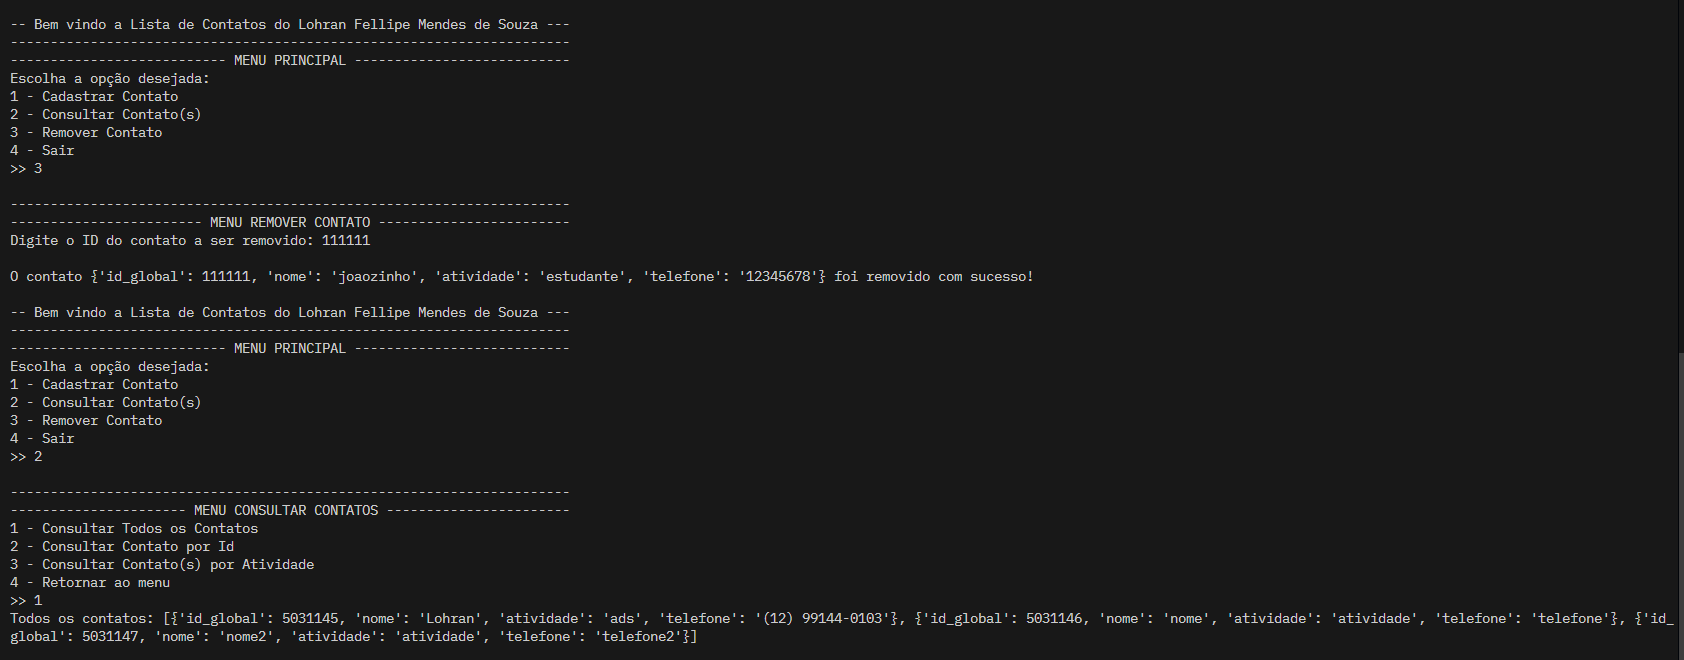 -- Bem vindo a Lista de Contatos do Lohran Fellipe Mendes de Souza ---
----------------------------------------------------------------------
--------------------------- MENU PRINCIPAL ---------------------------
Escolha a opção desejada:
1 - Cadastrar Contato
2 - Consultar Contato(s)
3 - Remover Contato
4 - Sair
>> 3
----------------------------------------------------------------------
------------------------ MENU REMOVER CONTATO ------------------------
Digite o ID do contato a ser removido: 111111
O contato {'id_global': 111111, 'nome': 'joaozinho', 'atividade': 'estudante', 'telefone': '12345678'} foi removido com sucesso!
-- Bem vindo a Lista de Contatos do Lohran Fellipe Mendes de Souza ---
----------------------------------------------------------------------
--------------------------- MENU PRINCIPAL ---------------------------
Escolha a opção desejada:
1 - Cadastrar Contato
2 - Consultar Contato(s)
3 - Remover Contato
4 - Sair
>> 2
----------------------------------------------------------------------
---------------------- MENU CONSULTAR CONTATOS -----------------------
1 - Consultar Todos os Contatos
2 - Consultar Contato por Id
3 - Consultar Contato(s) por Atividade
4 - Retornar ao menu
>> 1
Todos os contatos: [{'id_global': 5031145, 'nome': 'Lohran', 'atividade': 'ads', 'telefone': '(12) 99144-0103'}, {'id_global': 5031146, 'nome': 'nome', 'atividade': 'atividade', 'telefone': 'telefone'}, {'id_
global': 5031147, 'nome': 'nome2', 'atividade': 'atividade', 'telefone': 'telefone2'}]